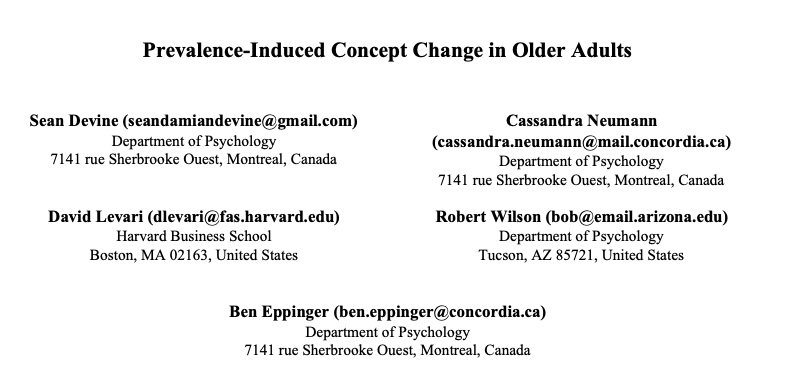 Prevalence-Induced Concept Change in Older Adults
Sean Devine (seandamiandevine@gmail.com)
Department of Psychology
7141 rue Sherbrooke Ouest, Montreal, Canada
Cassandra Neumann
(cassandra.neumann@mail.concordia.ca)
Department of Psychology
7141 rue Sherbrooke Ouest, Montreal, Canada
David Levari (dlevari@fas.harvard.edu)
Harvard Business School
Boston, MA 02163, United States
Robert Wilson (bob@email.arizona.edu)
Department of Psychology
Tucson, AZ 85721, United States
Ben Eppinger (ben.eppinger@concordia.ca)
Department of Psychology
7141 rue Sherbrooke Ouest, Montreal, Canada